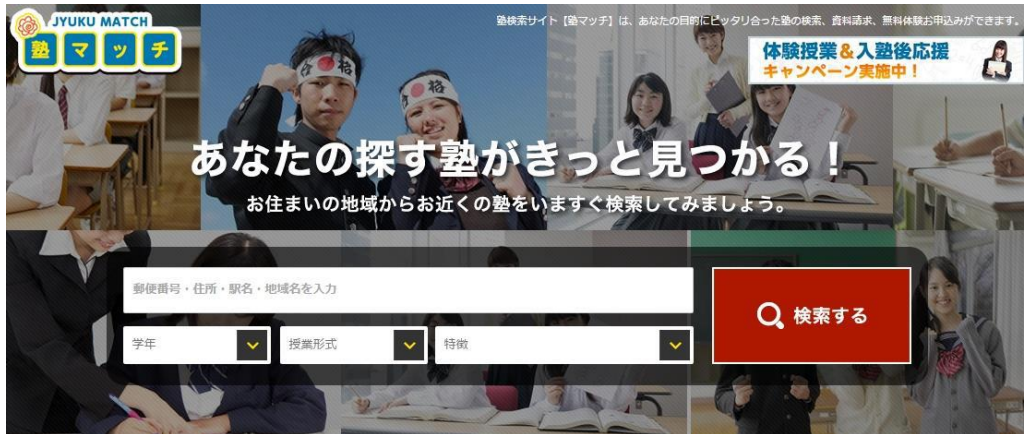 JYUKU MATCH
塾マッチ
塾検索サイト【塾マッチ】は、あなたの目的にピッタリ合った塾の検索、資料請求、無料体験お申込みができます。
体験授業&入塾後応援
キャンペーン実施中！
合格
合格
あなたの探す塾がきっと見つかる！
お住まいの地域からお近くの塾をいますぐ検索してみましょう。
郵便番号・住所・駅名・地域名を入力
検索する
学年
授業形式
特徴